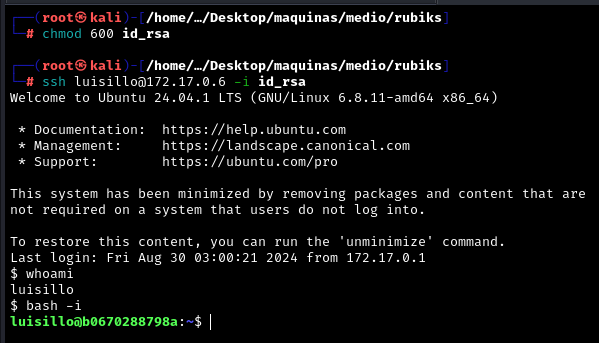 ┌──(root㉿kali)-[/home/…/Desktop/maquinas/medio/rubiks]
└─# chmod 600 id_rsa
┌──(root㉿kali)-[/home/…/Desktop/maquinas/medio/rubiks]
└─# ssh luisillo@172.17.0.6 -i id_rsa
Welcome to Ubuntu 24.04.1 LTS (GNU/Linux 6.8.11-amd64 x86_64)
* Documentation:  https://help.ubuntu.com
* Management:     https://landscape.canonical.com
* Support:        https://ubuntu.com/pro
This system has been minimized by removing packages and content that are
not required on a system that users do not log into.
To restore this content, you can run the 'unminimize' command.
Last login: Fri Aug 30 03:00:21 2024 from 172.17.0.1
$ whoami
luisillo
$ bash -i
luisillo@b0670288798a:~$